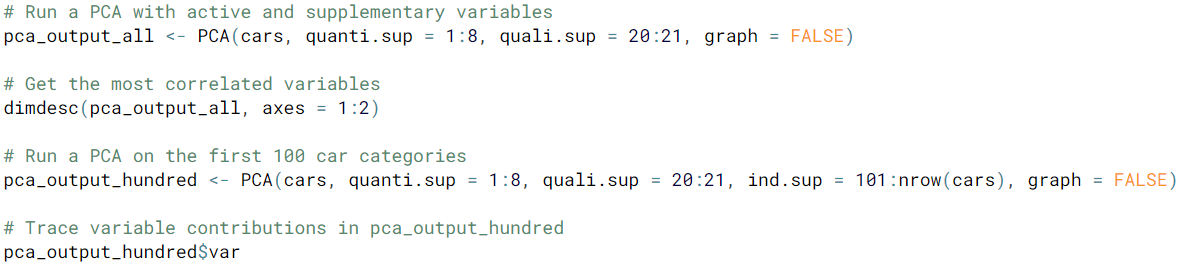 # Run a PCA with active and supplementary variables
pca_output_all <- PCA(cars, quanti.sup = 1:8, quali.sup = 20:21, graph = FALSE)
# Get the most correlated variables
dimdesc(pca_output_all, axes = 1:2)
# Run a PCA on the first 100 car categories
pca_output_hundred <- PCA(cars, quanti.sup = 1:8, quali.sup = 20:21, ind.sup = 101:nrow(cars), graph = FALSE)
# Trace variable contributions in pca_output_hundred
pca_output_hundred$var